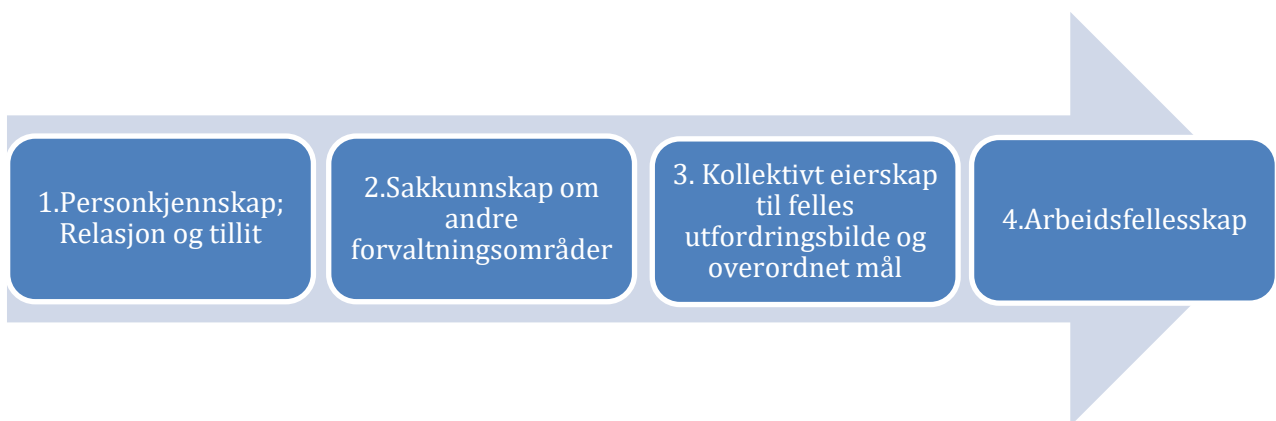 1.Personkjennskap;
Relasjon og tillit
2.Sakkunnskap om
andre
forvaltningsområder
3. Kollektivt eierskap
til felles
utfordringsbilde og
overordnet mål
4.Arbeidsfellesskap